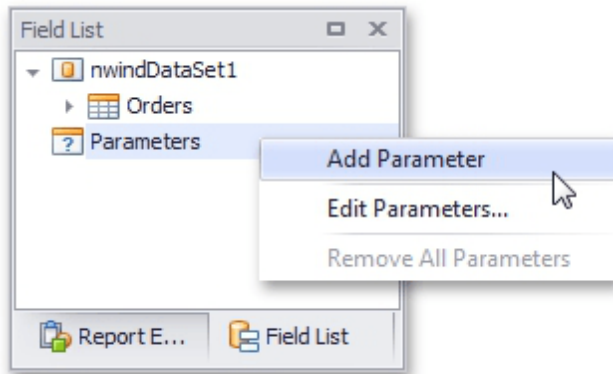 Field List
nwindDataSet1
Orders
Parameters
Add Parameter
Edit Parameters...
Remove All Parameters
Report E...
Field List